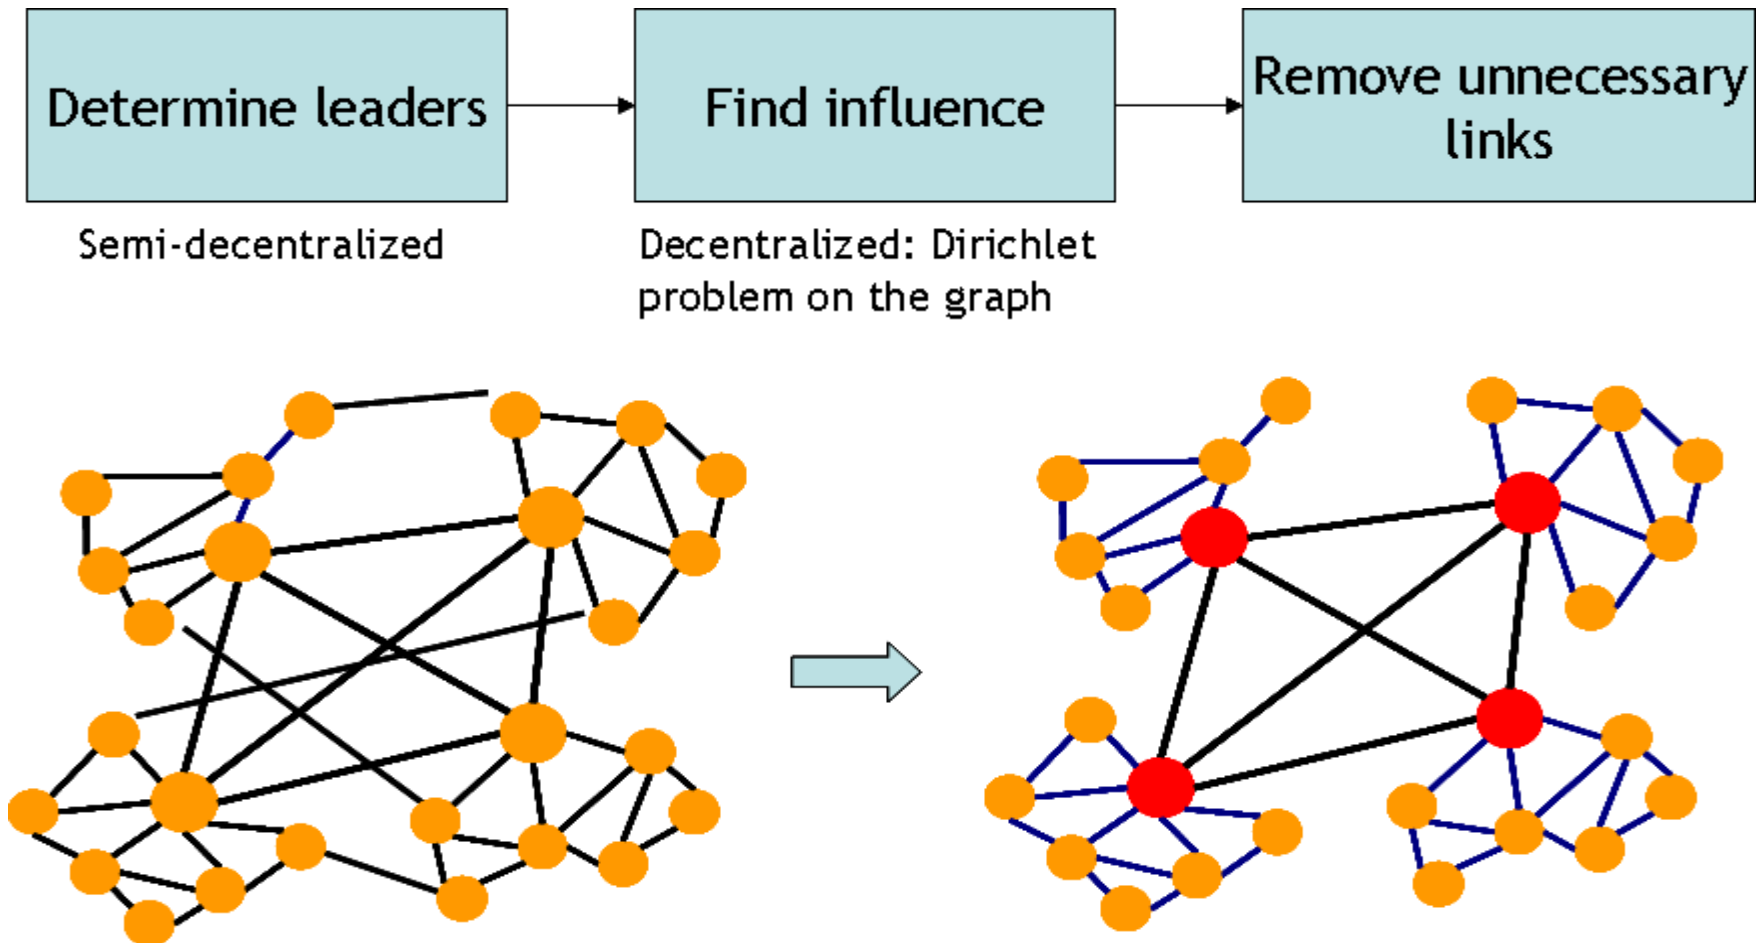 Determine leaders
Find influence
Remove unnecessary
links
Semi-decentralized
Decentralized: Dirichlet
problem on the graph